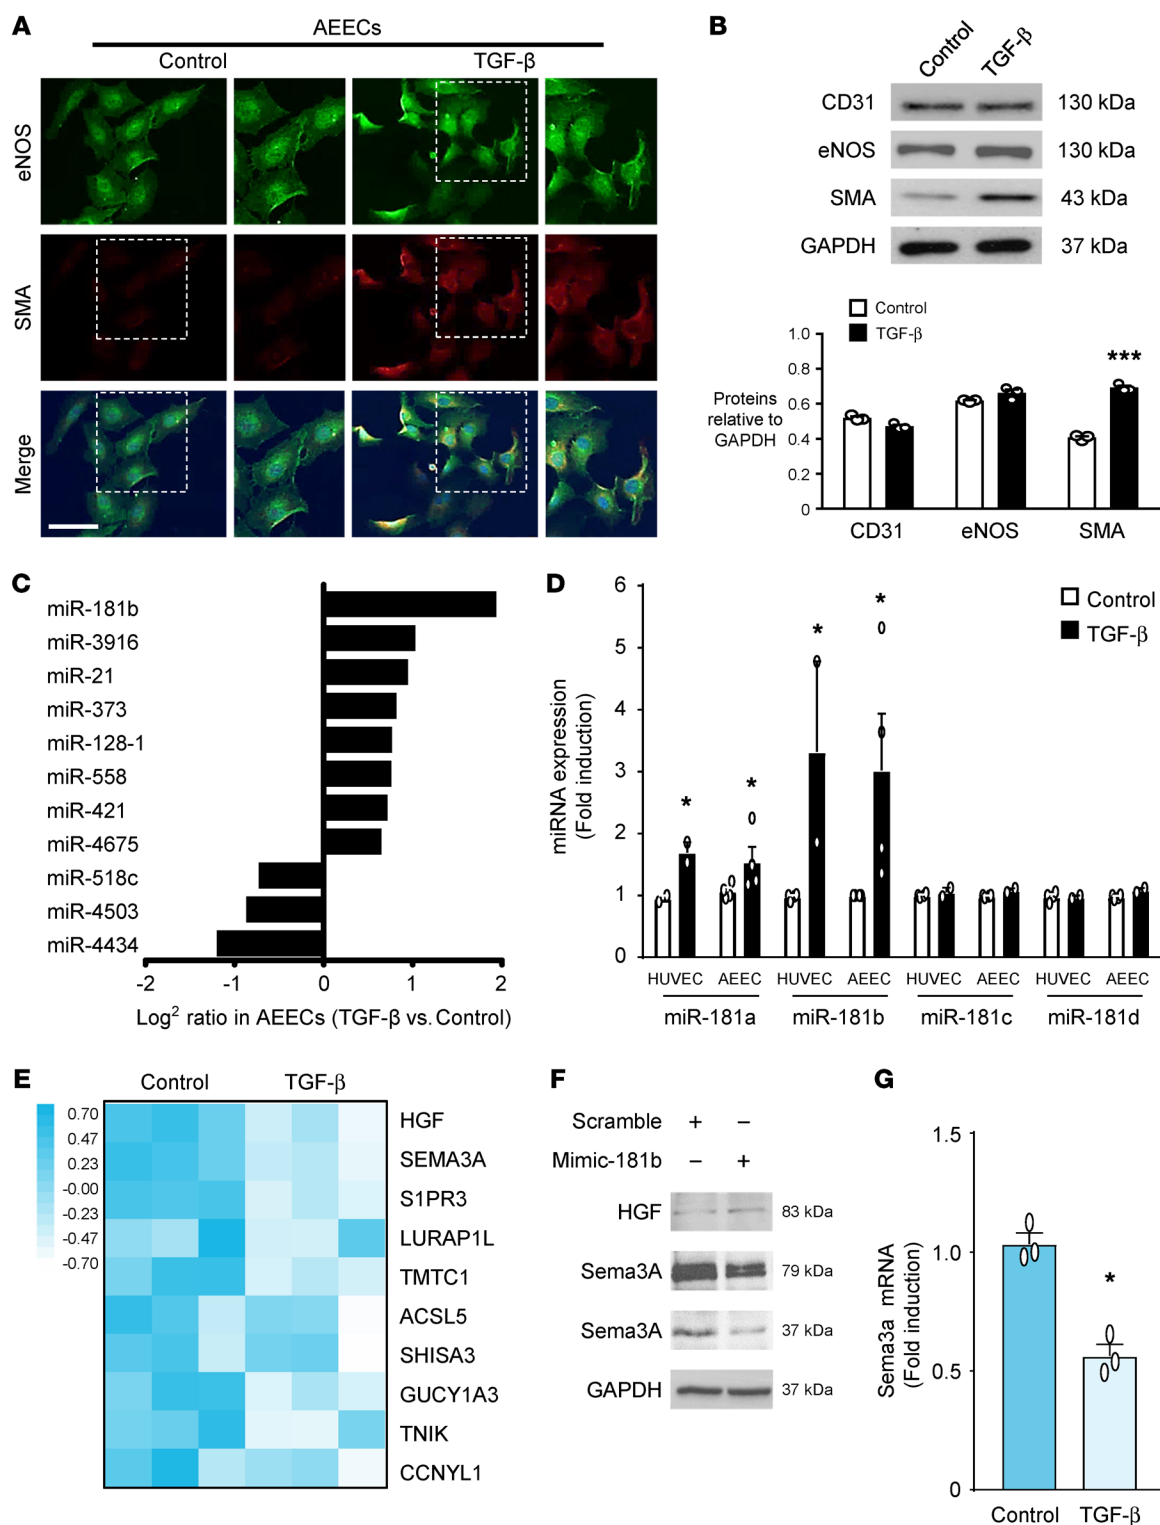 A
AEECs
Control TGF-β
eNOS
SMA
Merge
B
Control TGF-β
CD31 130 kDa
eNOS 130 kDa
SMA 43 kDa
GAPDH 37 kDa
Control
TGF-β
Proteins relative to GAPDH
1.0
0.8
0.6
0.4
0.2
0
***
CD31 eNOS SMA
C
miR-181b
miR-3916
miR-21
miR-373
miR-128-1
miR-558
miR-421
miR-4675
miR-518c
miR-4503
miR-4434
-2 -1 0 1 2
Log² ratio in AEECs (TGF-β vs. Control)
D
miRNA expression
(Fold induction)
6
5
4
3
2
1
0
* * * *
Control
TGF-β
HUVEC AEEC HUVEC AEEC HUVEC AEEC HUVEC AEEC
miR-181a miR-181b miR-181c miR-181d
E
Control TGF-β
0.70
0.47
0.23
-0.00
-0.23
-0.47
-0.70
HGF
SEMA3A
S1PR3
LURAP1L
TMTC1
ACSL5
SHISA3
GUCY1A3
TNIK
CCNYL1
F
Scramble + –
Mimic-181b – +
HGF 83 kDa
Sema3A 79 kDa
Sema3A 37 kDa
GAPDH 37 kDa
G
Sema3a mRNA
(Fold induction)
1.5
1.0
0.5
0
*
Control TGF-β